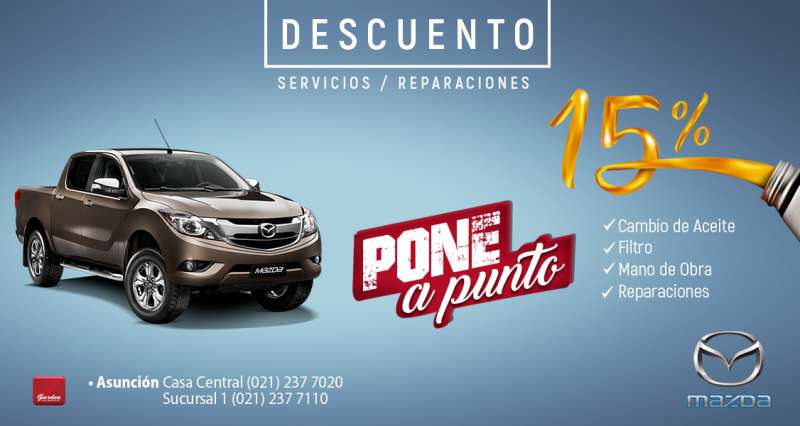 DESCUENTO
SERVICIOS / REPARACIONES
15%
✓ Cambio de Aceite
✓ Filtro
✓ Mano de Obra
✓ Reparaciones
PONE
a punto
MAZDA
• Asunción Casa Central (021) 237 7020
Sucursal 1 (021) 237 7110
Garden
mazda